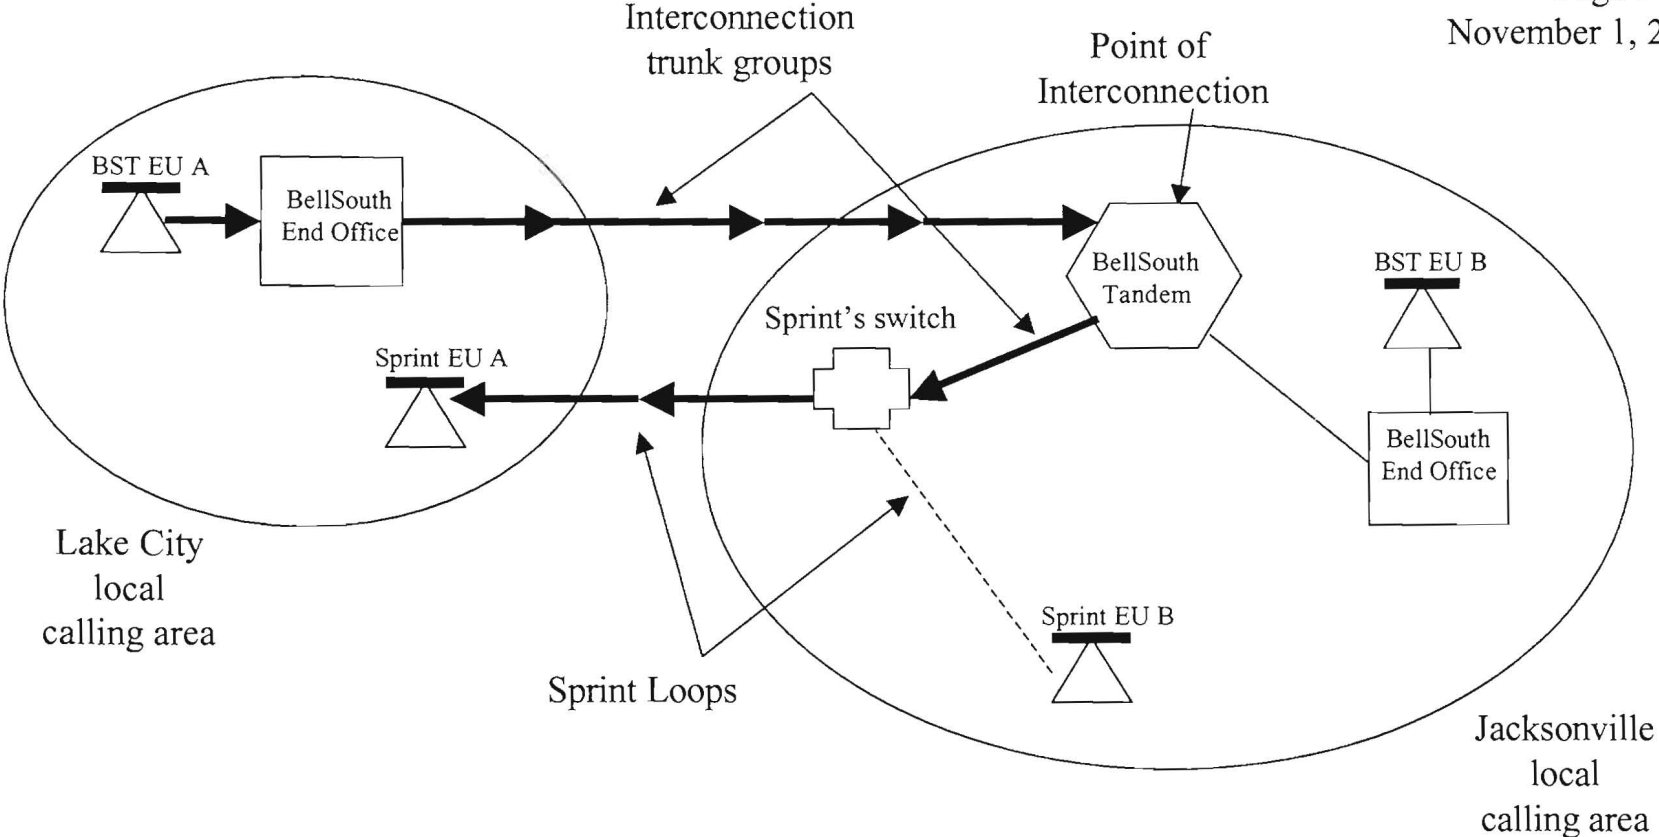 November 1, 2
Interconnection
trunk groups
Point of
Interconnection
BST EU A
BellSouth
End Office
BellSouth
Tandem
BST EU B
Sprint's switch
Sprint EU A
BellSouth
End Office
Lake City
local
calling area
Sprint EU B
Sprint Loops
Jacksonville
local
calling area